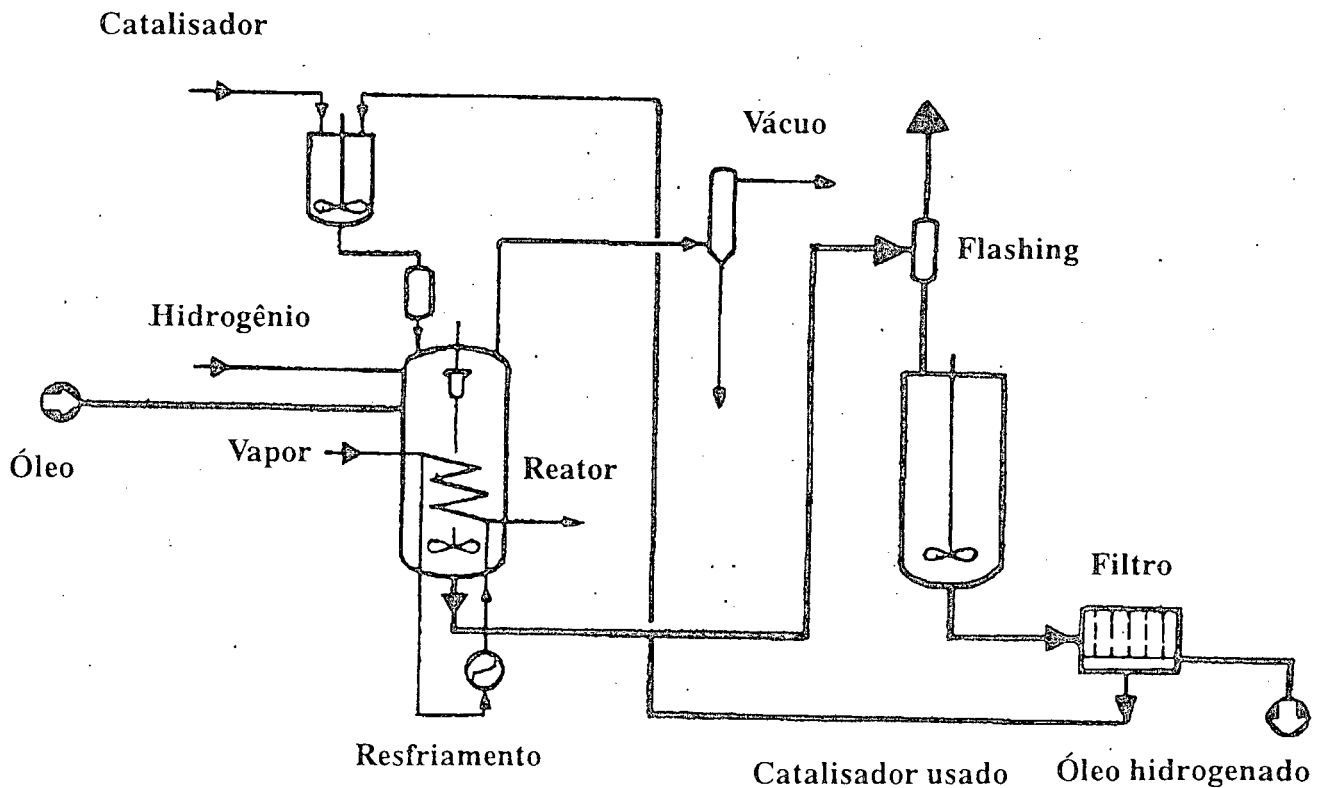 Catalisador
Vácuo
Flashing
Hidrogênio
Vapor
Reator
Óleo
Filtro
Resfriamento
Catalisador usado
Óleo hidrogenado